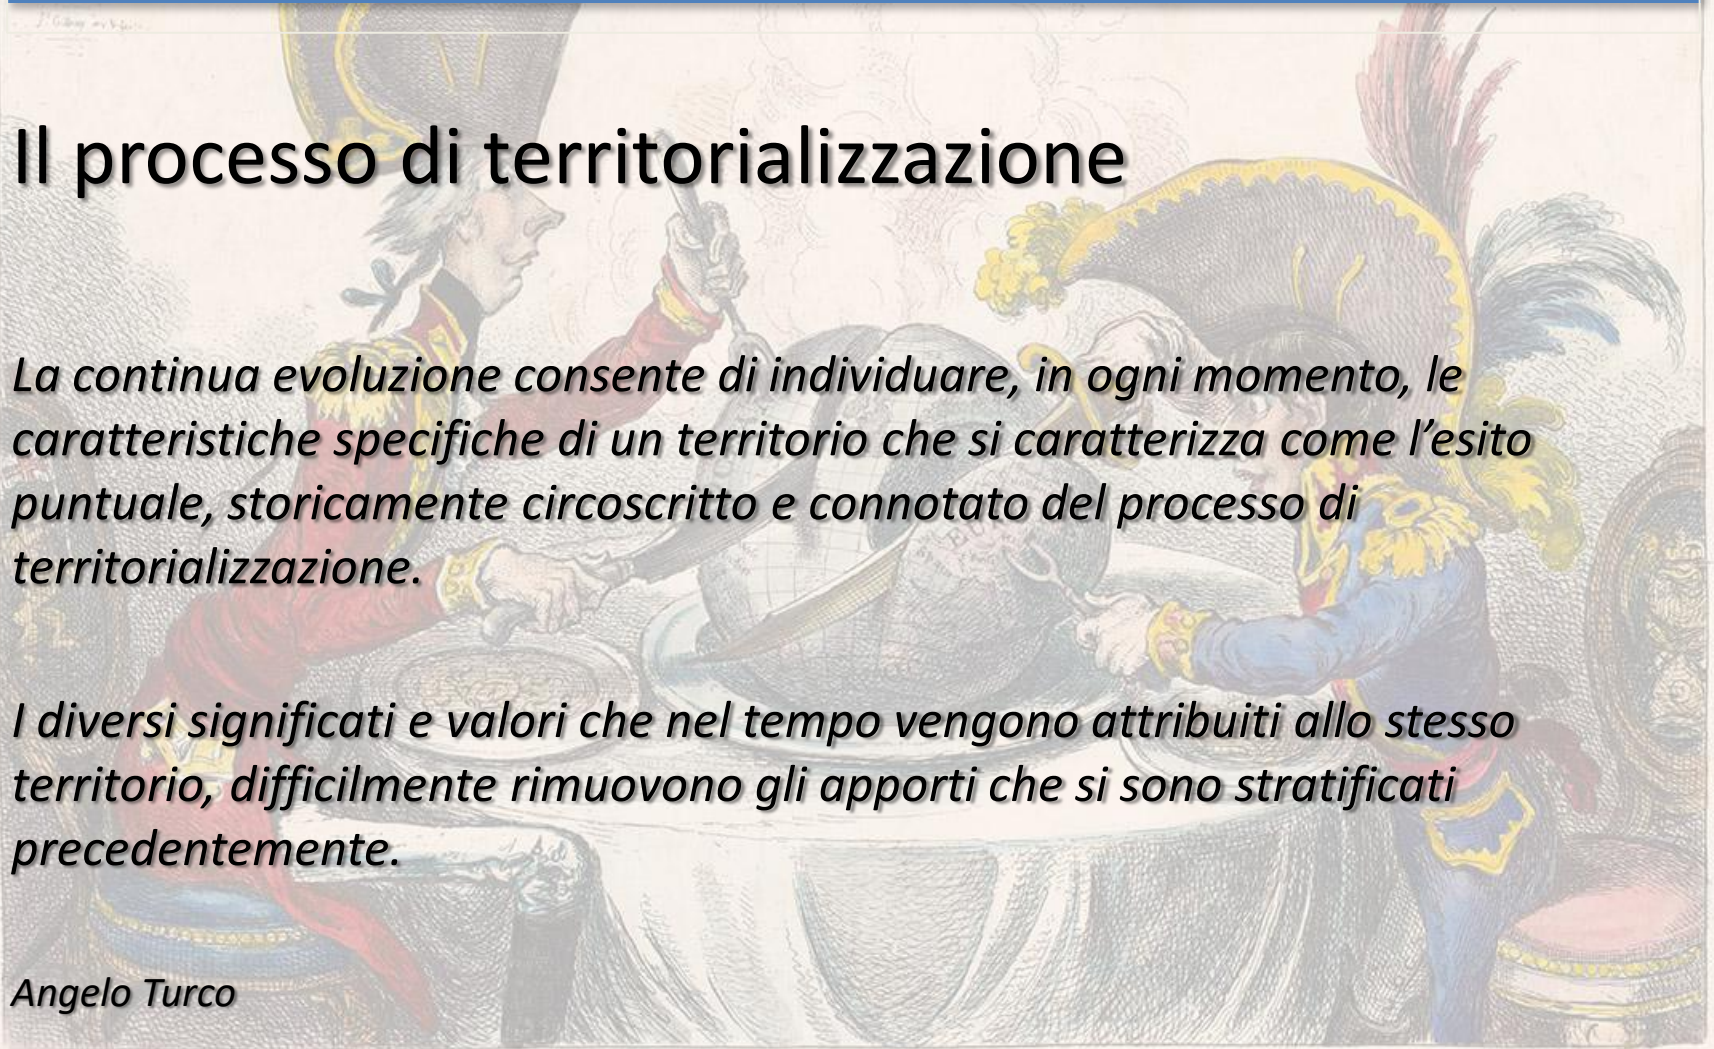 Il processo di territorializzazione
La continua evoluzione consente di individuare, in ogni momento, le
caratteristiche specifiche di un territorio che si caratterizza come l’esito
puntuale, storicamente circoscritto e connotato del processo di
territorializzazione.
I diversi significati e valori che nel tempo vengono attribuiti allo stesso
territorio, difficilmente rimuovono gli apporti che si sono stratificati
precedentemente.
Angelo Turco